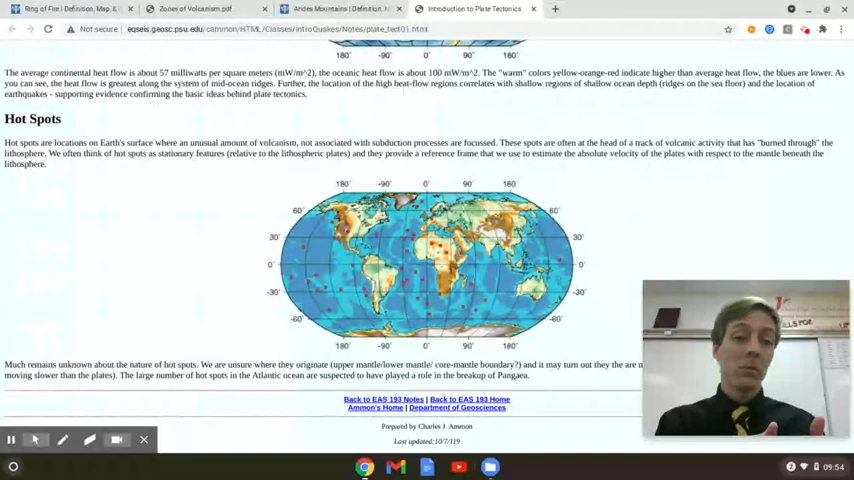 Ring of Fire | Definition, Map, &
Zones of Volcanism.pdf
Andes Mountains | Definition, M
Introduction to Plate Tectonics
Not secure
eqseis.geosc.psu.edu/cammon/HTML/Classes/IntroQuakes/Notes/plate_tect01.html
180° -90° 0° 90° 180°
The average continental heat flow is about 57 milliwatts per square meters (mW/m^2), the oceanic heat flow is about 100 mW/m^2. The "warm" colors yellow-orange-red indicate higher than average heat flow, the blues are lower. As
you can see, the heat flow is greatest along the system of mid-ocean ridges. Further, the location of the high heat-flow regions correlates with shallow regions of shallow ocean depth (ridges on the sea floor) and the location of
earthquakes - supporting evidence confirming the basic ideas behind plate tectonics.
Hot Spots
Hot spots are locations on Earth's surface where an unusual amount of volcanism, not associated with subduction processes are focussed. These spots are often at the head of a track of volcanic activity that has "burned through" the
lithosphere. We often think of hot spots as stationary features (relative to the lithospheric plates) and they provide a reference frame that we use to estimate the absolute velocity of the plates with respect to the mantle beneath the
lithosphere.
180° -90° 0° 90° 180°
60° 60°
30° 30°
0° 0°
-30° -30°
-60° -60°
180° -90° 0° 90° 180°
Much remains unknown about the nature of hot spots. We are unsure where they originate (upper mantle/lower mantle/ core-mantle boundary?) and it may turn out they are
moving slower than the plates). The large number of hot spots in the Atlantic ocean are suspected to have played a role in the breakup of Pangaea.
Back to EAS 193 Notes | Back to EAS 193 Home
Ammon's Home | Department of Geosciences
Prepared by Charles J. Ammon
Last updated:10/7/119
2
09:54